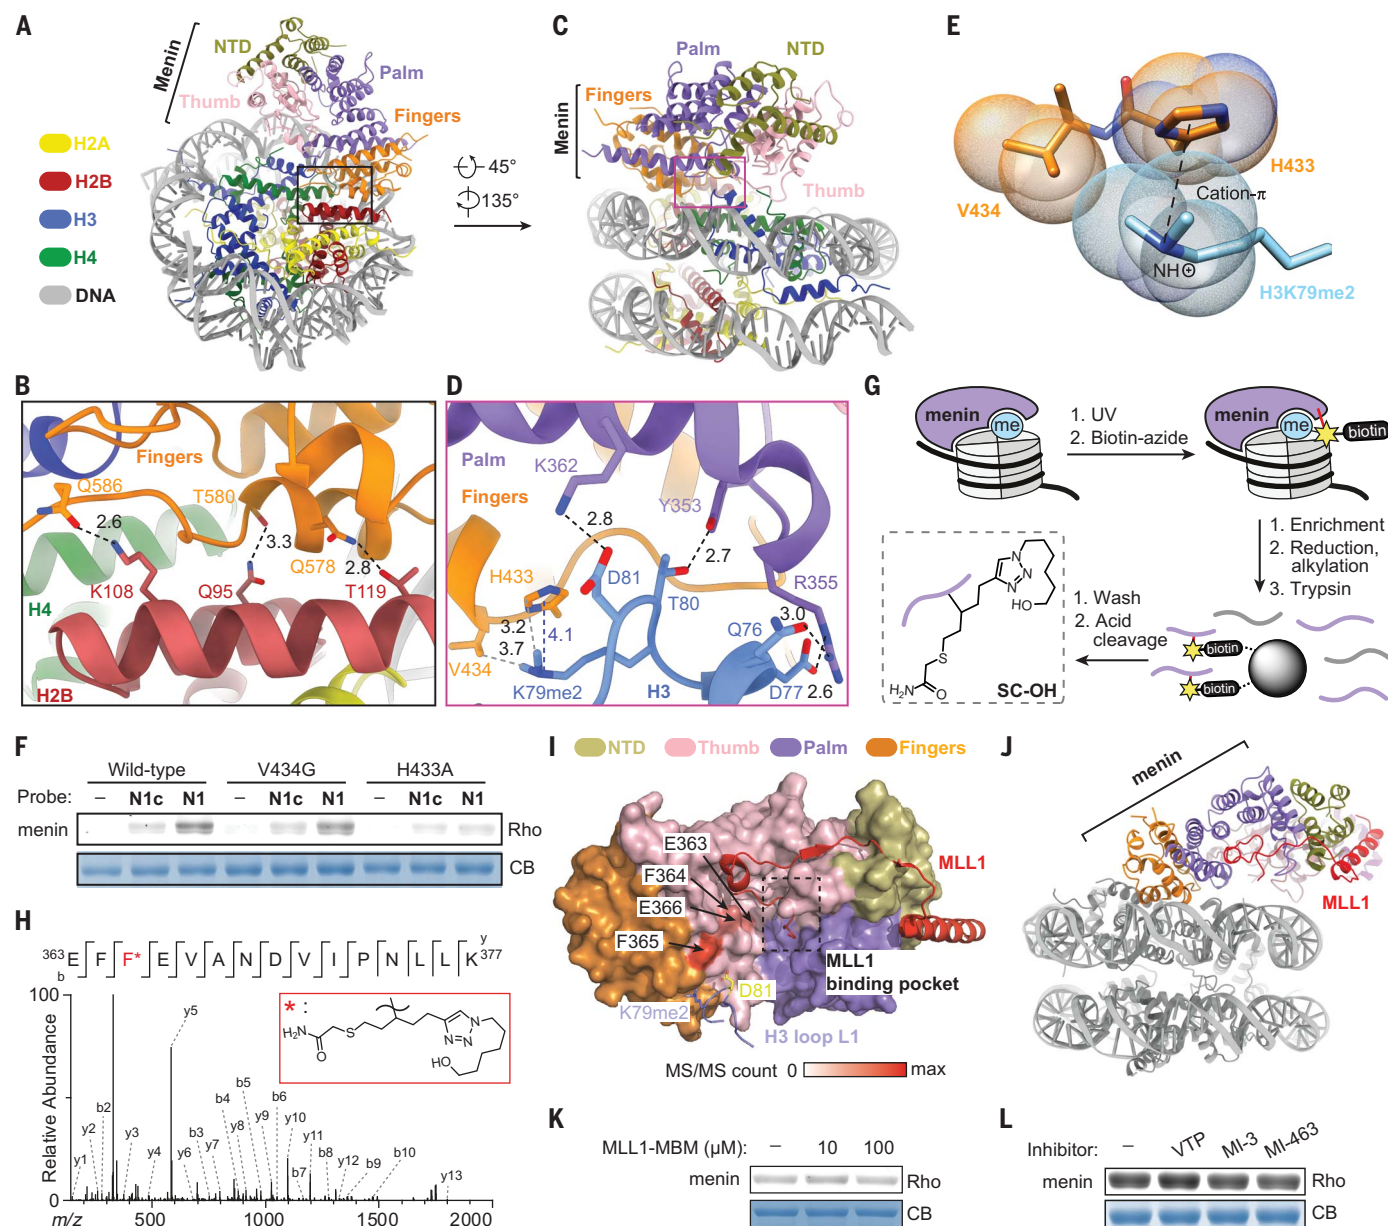 A
Menin
NTD
Palm
Thumb
Fingers
H2A
H2B
H3
H4
DNA
45°
135°
C
Palm
NTD
Menin
Fingers
Thumb
E
H433
Cation-π
V434
NH⊕
H3K79me2
B
Fingers
Q586
T580
2.6
3.3
Q578
2.8
K108
Q95
T119
H4
H2B
D
Palm
K362
Fingers
Y353
2.8
2.7
H433
D81
R355
T80
3.2
4.1
3.0
Q76
3.7
V434
K79me2
H3
D77
2.6
G
menin
me
1. UV
2. Biotin-azide
menin
me
biotin
1. Enrichment
2. Reduction,
alkylation
3. Trypsin
1. Wash
2. Acid
cleavage
biotin
biotin
N
N
N
HO
S
H₂N
O
SC-OH
F
Wild-type
V434G
H433A
Probe:
–
N1c
N1
–
N1c
N1
–
N1c
N1
menin
Rho
CB
H
363 E F F* E V A N D V I P N L L K 377
y
b
100
Relative Abundance
0
m/z
500
1000
1500
2000
y1
y2
b2
y3
y4
y5
y6
b3
y7
b4
y8
b5
y9
b6
y10
b7
y11
b8
y12
b9
b10
y13
* :
H₂N
O
S
N
N
N
HO
I
NTD
Thumb
Palm
Fingers
E363
F364
E366
F365
MLL1
MLL1
binding pocket
D81
K79me2
H3 loop L1
MS/MS count 0
max
J
menin
MLL1
K
MLL1-MBM (μM):
–
10
100
menin
Rho
CB
L
Inhibitor:
–
VTP
MI-3
MI-463
menin
Rho
CB